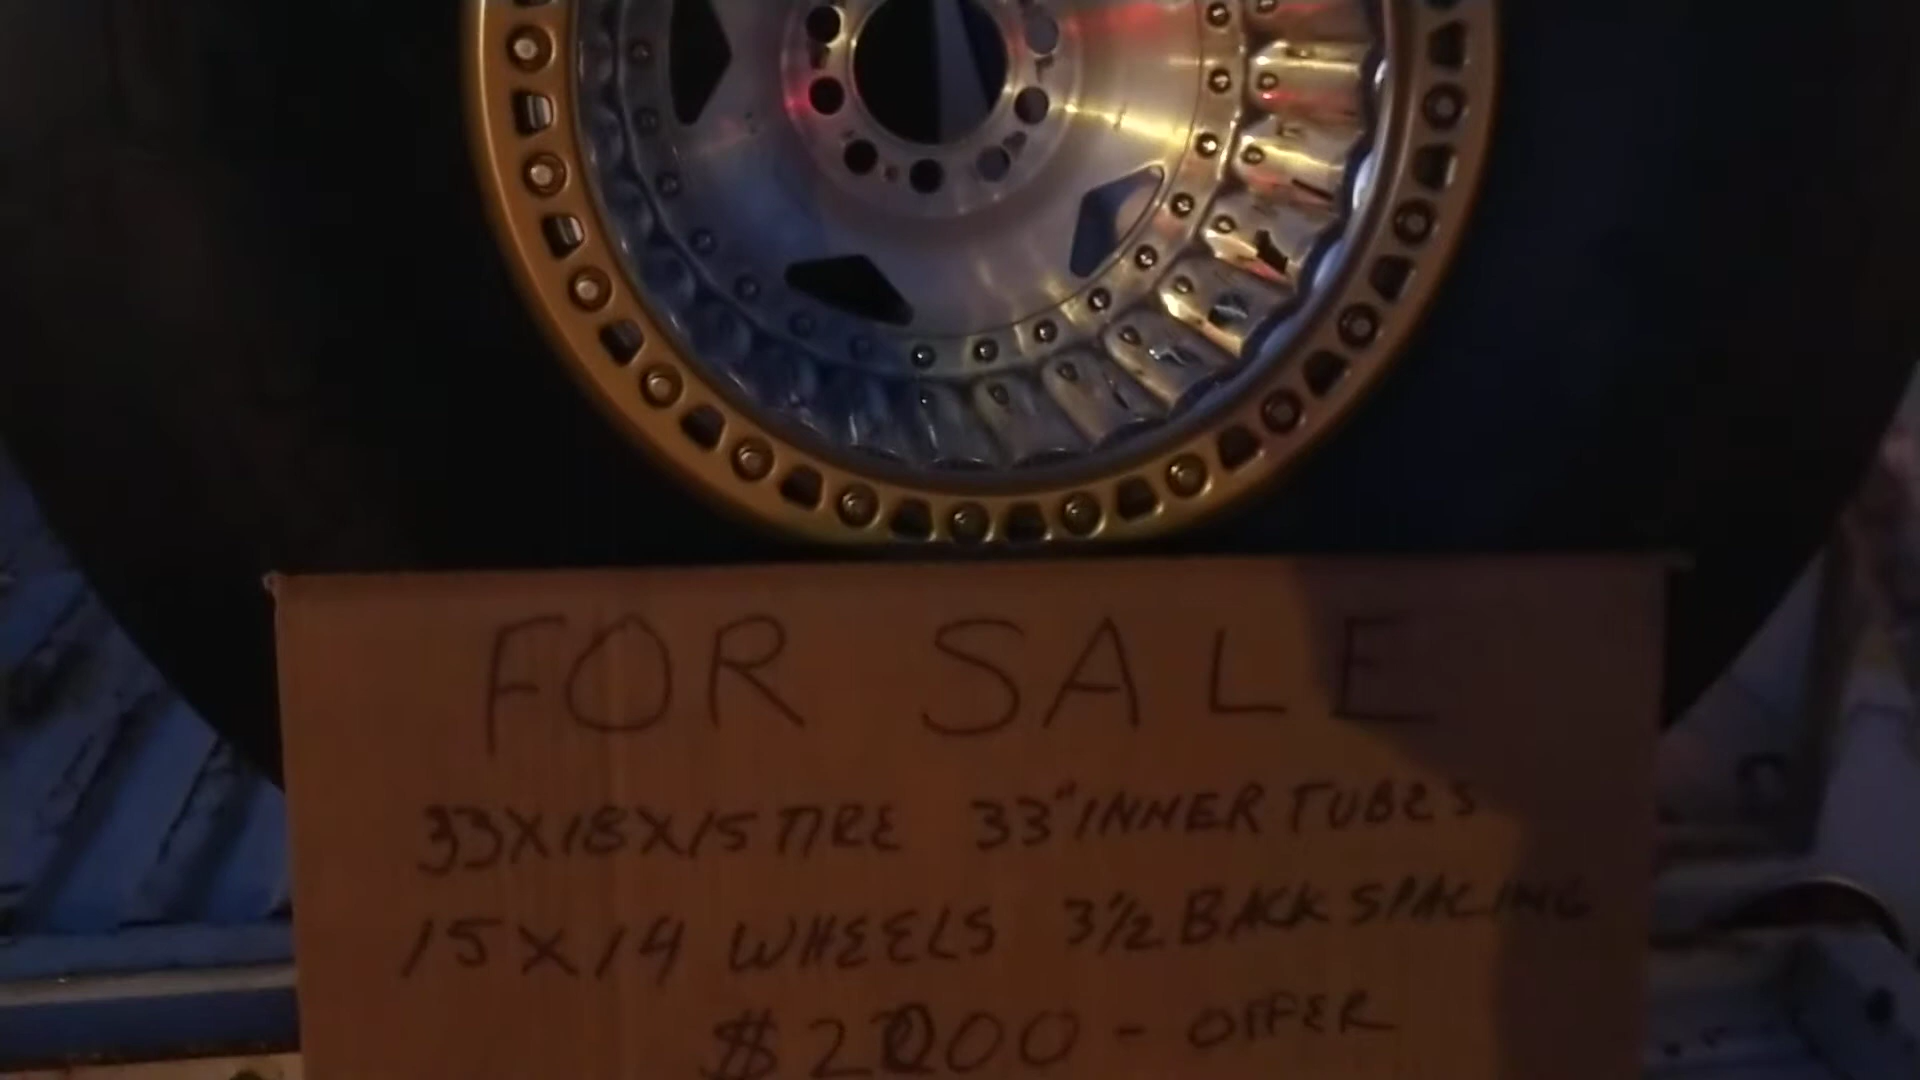 FOR SALE
33X18X15 TIRE 33" INNER TUBES
15X14 WHEELS 3½ BACK SPACING
$2000 - OFFER